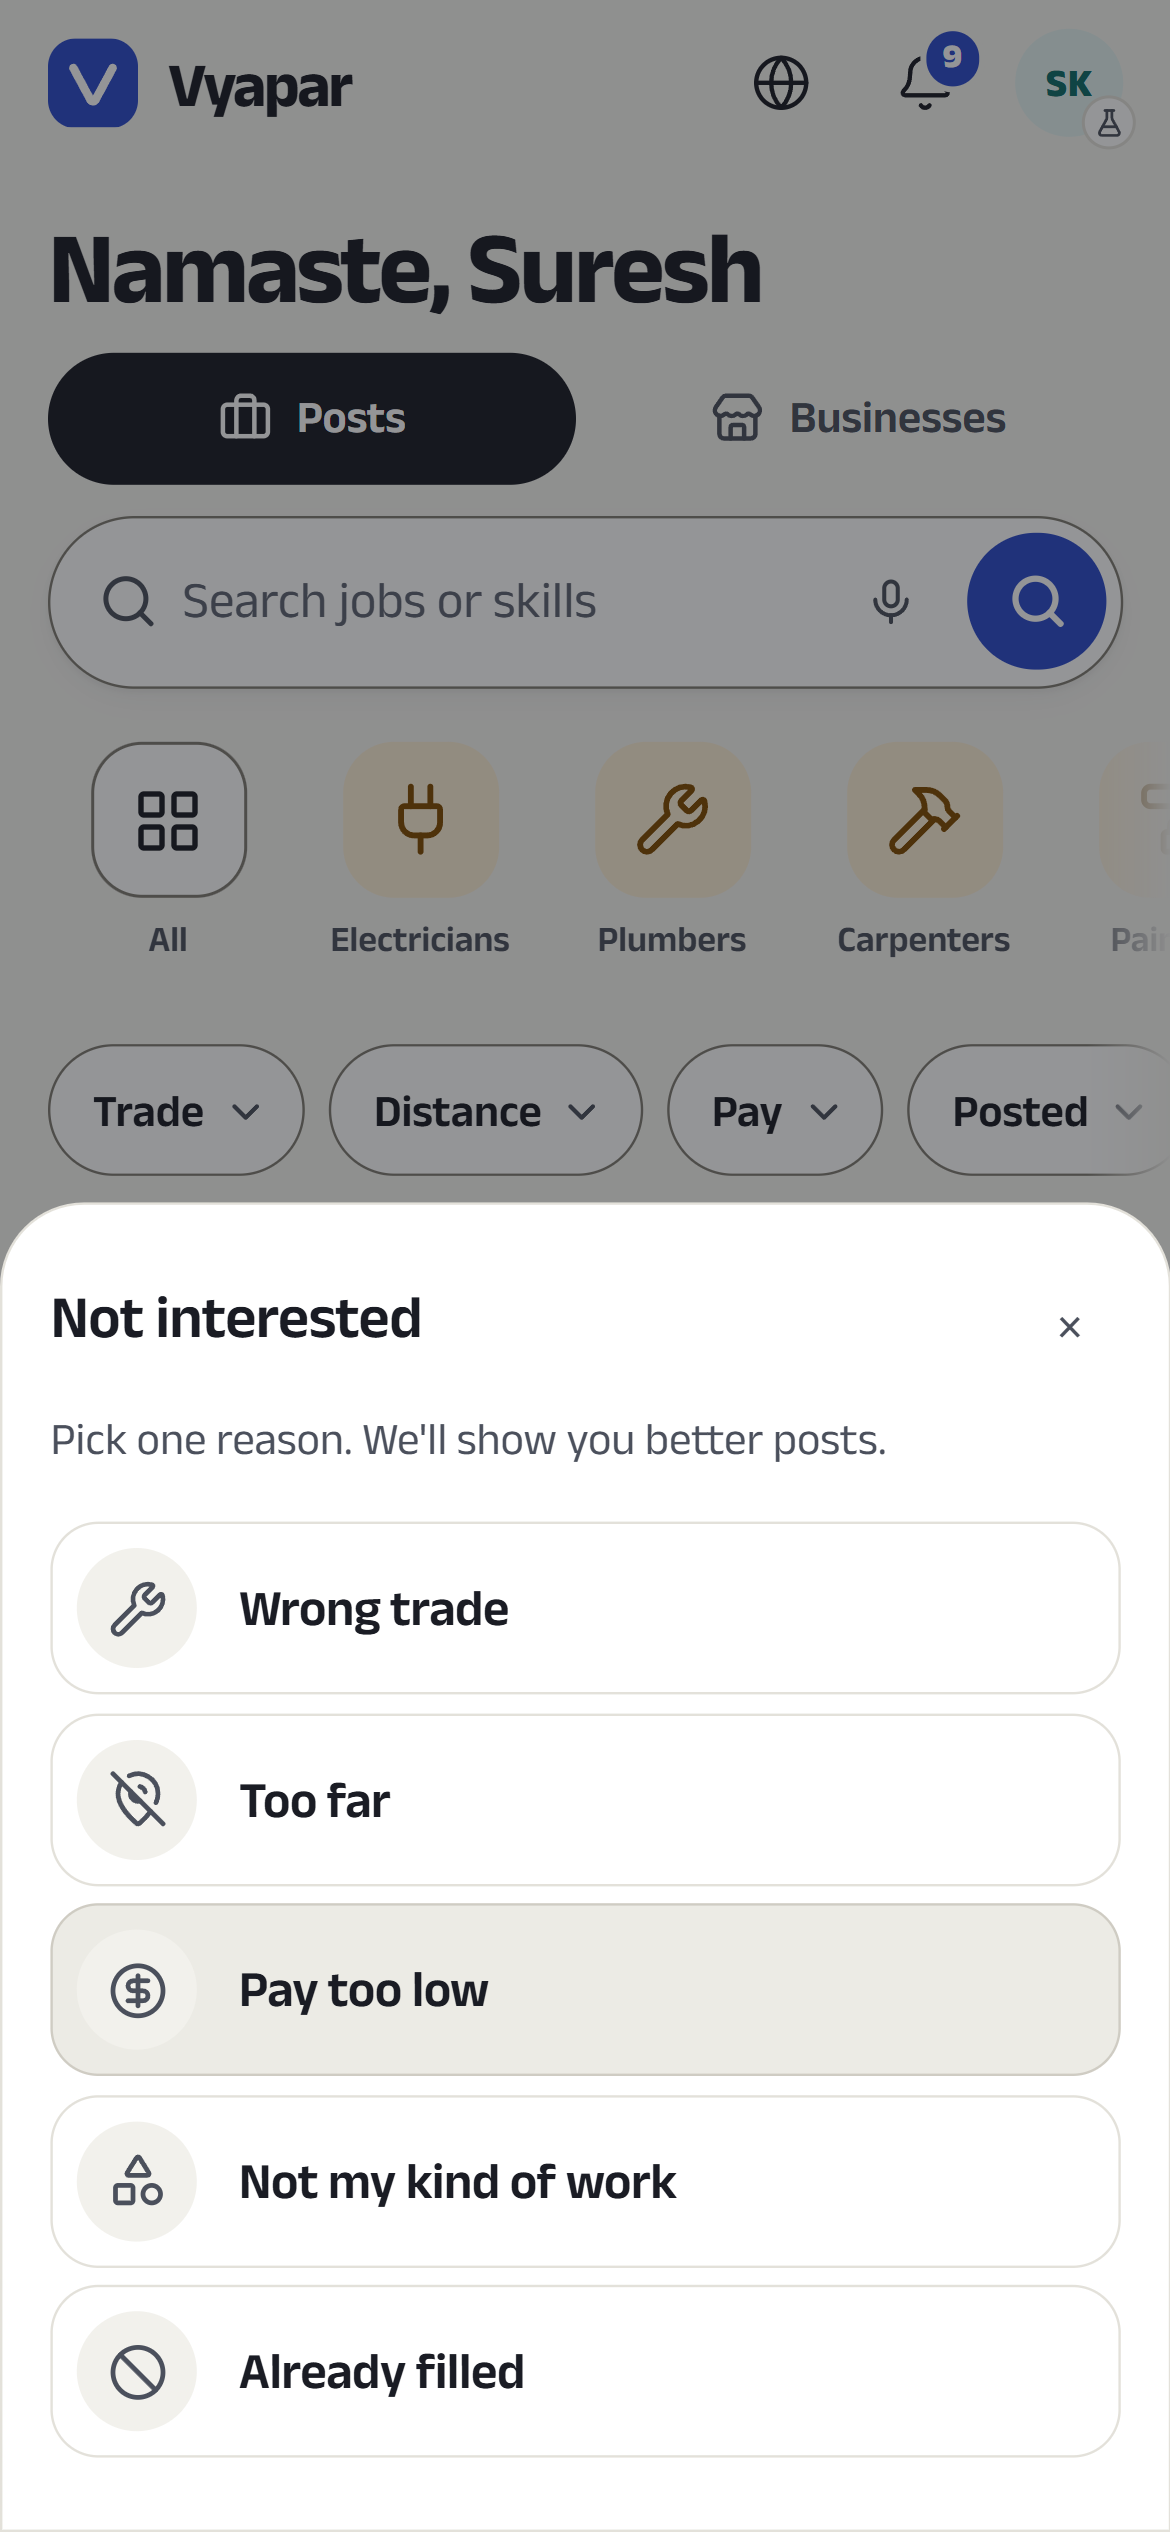 Vyapar
9
SK
Namaste, Suresh
Posts
Businesses
Search jobs or skills
All
Electricians
Plumbers
Carpenters
Trade
Distance
Pay
Posted
Not interested
Pick one reason. We'll show you better posts.
Wrong trade
Too far
Pay too low
Not my kind of work
Already filled